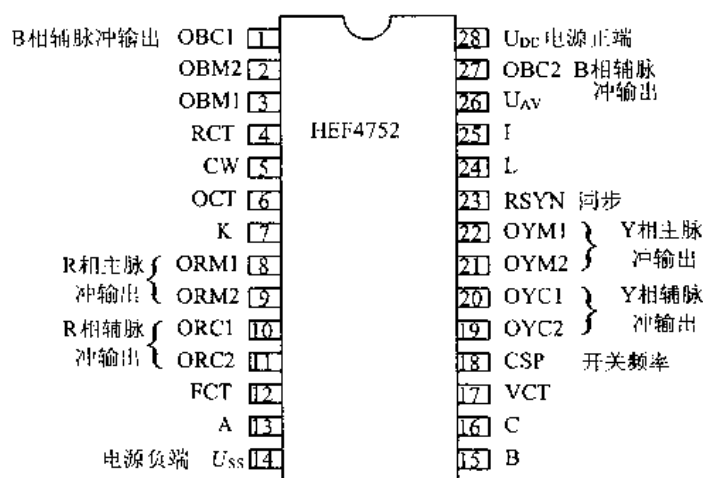 B相辅脉冲输出 OBC1 1
OBM2 2
OBM1 3
RCT 4
CW 5
OCT 6
K 7
R相主脉
冲输出
ORM1 8
ORM2 9
R相辅脉
冲输出
ORC1 10
ORC2 11
FCT 12
A 13
电源负端 Uss 14
HEF4752
28 UDD 电源正端
27 OBC2 B相辅脉
冲输出
26 UAV
25 I
24 L
23 RSYN 同步
22 OYM1
21 OYM2
Y相主脉
冲输出
20 OYC1
19 OYC2
Y相辅脉
冲输出
18 CSP 开关频率
17 VCT
16 C
15 B